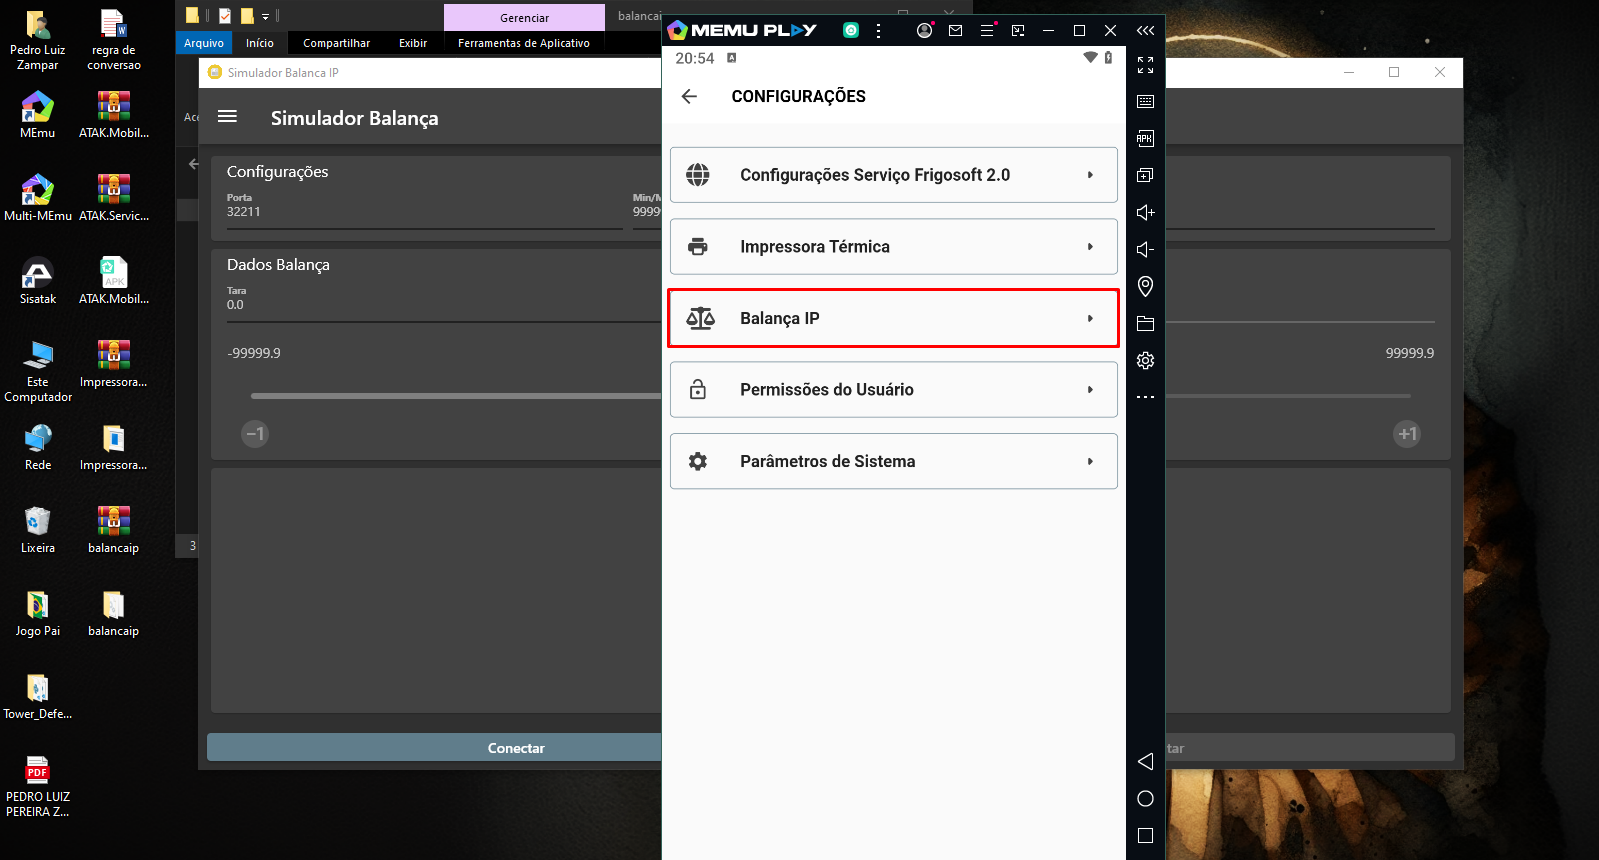 Pedro Luiz
Zampar
regra de
conversao
MEmu
ATAK.Mobil...
Multi-MEmu
ATAK.Servic...
Sisatak
ATAK.Mobil...
Este
Computador
Impressora...
Rede
Impressora...
Lixeira
balancaip
Jogo Pai
balancaip
Tower_Defe...
PDF
PEDRO LUIZ
PEREIRA Z...
Gerenciar
Arquivo
Início
Compartilhar
Exibir
Ferramentas de Aplicativo
3
Simulador Balanca IP
Simulador Balança
Configurações
Porta
32211
Dados Balança
Tara
0.0
-99999.9
99999.9
−1
+1
Conectar
MEMU PLAY
20:54
CONFIGURAÇÕES
Configurações Serviço Frigosoft 2.0
Impressora Térmica
Balança IP
Permissões do Usuário
Parâmetros de Sistema
APK